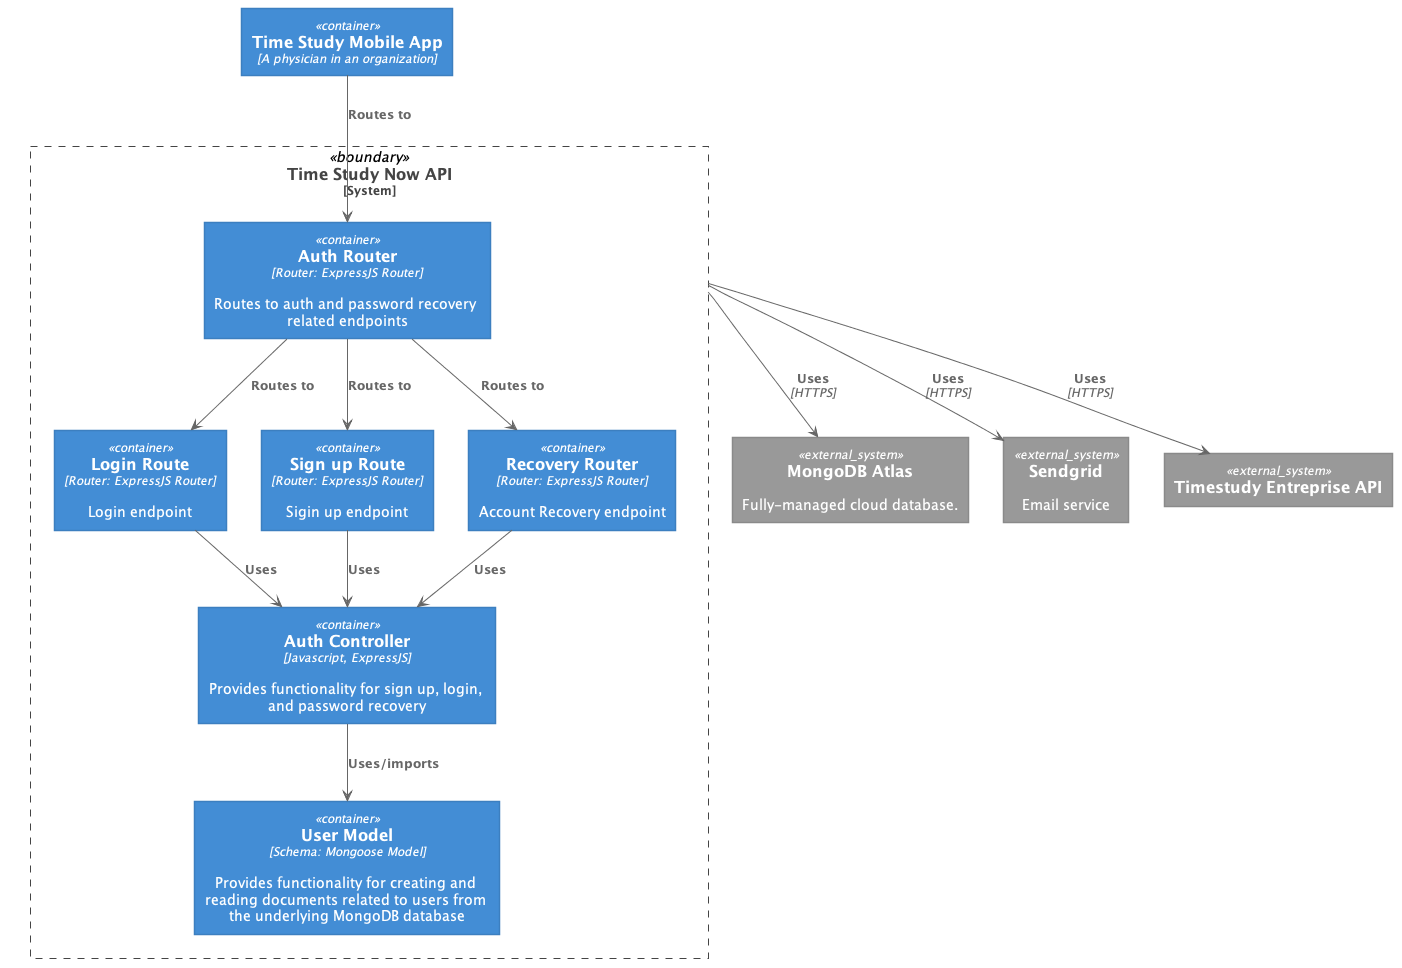 «container»
Time Study Mobile App
[A physician in an organization]
Routes to
«boundary»
Time Study Now API
[System]
«container»
Auth Router
[Router: ExpressJS Router]
Routes to auth and password recovery
related endpoints
Routes to
Routes to
Routes to
Uses
[HTTPS]
Uses
[HTTPS]
Uses
[HTTPS]
«container»
Login Route
[Router: ExpressJS Router]
Login endpoint
«container»
Sign up Route
[Router: ExpressJS Router]
Sigin up endpoint
«container»
Recovery Router
[Router: ExpressJS Router]
Account Recovery endpoint
«external_system»
MongoDB Atlas
Fully-managed cloud database.
«external_system»
Sendgrid
Email service
«external_system»
Timestudy Entreprise API
Uses
Uses
Uses
«container»
Auth Controller
[Javascript, ExpressJS]
Provides functionality for sign up, login,
and password recovery
Uses/imports
«container»
User Model
[Schema: Mongoose Model]
Provides functionality for creating and
reading documents related to users from
the underlying MongoDB database